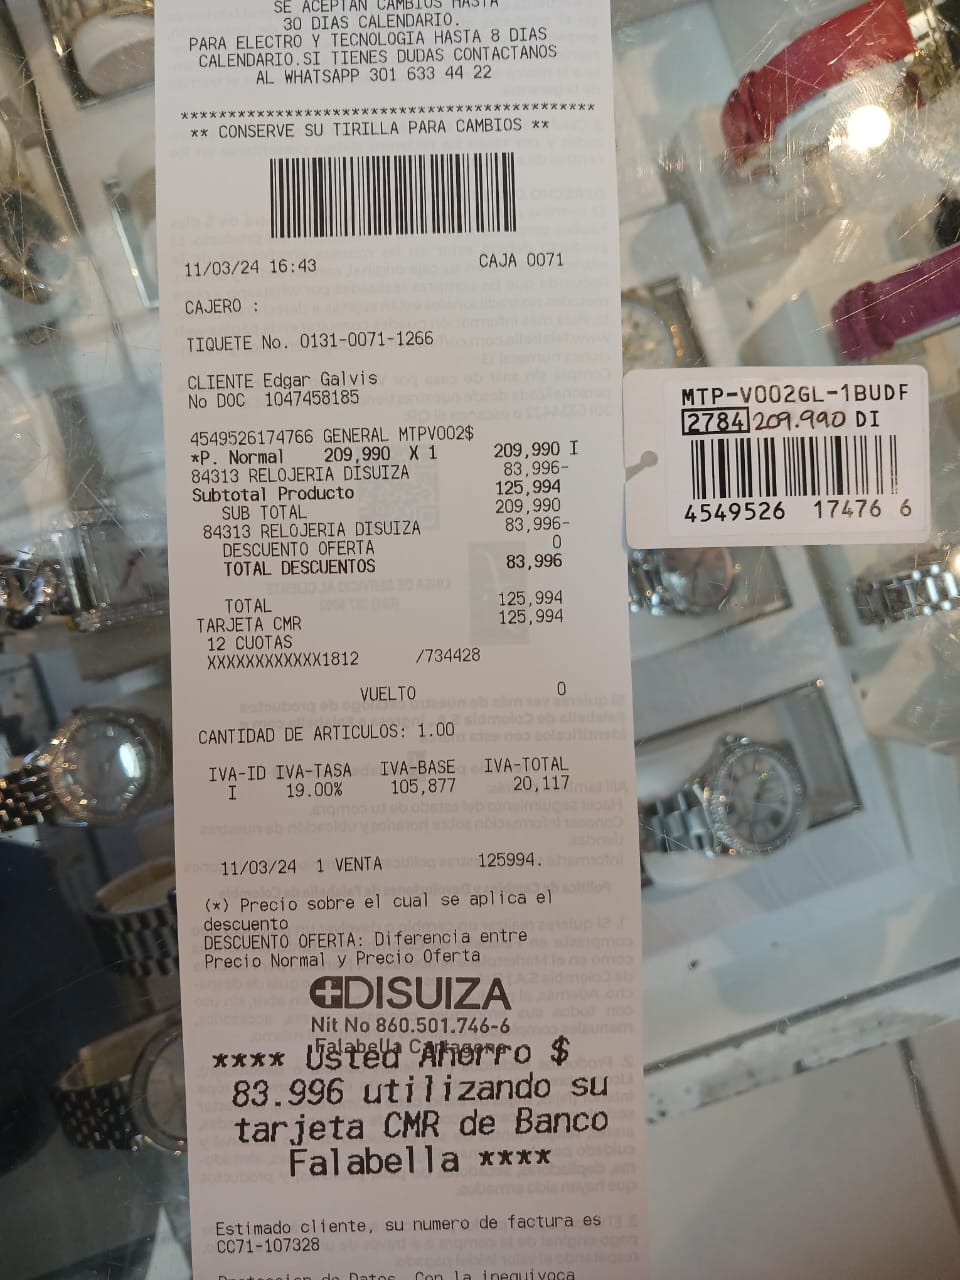 SE ACEPTAN CAMBIOS HASTA
30 DIAS CALENDARIO.
PARA ELECTRO Y TECNOLOGIA HASTA 8 DIAS
CALENDARIO.SI TIENES DUDAS CONTACTANOS
AL WHATSAPP 301 633 44 22
******************************************
** CONSERVE SU TIRILLA PARA CAMBIOS **
11/03/24 16:43 CAJA 0071
CAJERO :
TIQUETE No. 0131-0071-1266
CLIENTE Edgar Galvis
No DOC 1047458185
4549526174766 GENERAL MTPV002$
*P. Normal 209,990 X 1 209,990 I
84313 RELOJERIA DISUIZA 83,996-
Subtotal Producto 125,994
SUB TOTAL 209,990
84313 RELOJERIA DISUIZA 83,996-
DESCUENTO OFERTA 0
TOTAL DESCUENTOS 83,996
TOTAL 125,994
TARJETA CMR 125,994
12 CUOTAS
XXXXXXXXXXXX1812 /734428
VUELTO 0
CANTIDAD DE ARTICULOS: 1.00
IVA-ID IVA-TASA IVA-BASE IVA-TOTAL
I 19.00% 105,877 20,117
11/03/24 1 VENTA 125994.
(*) Precio sobre el cual se aplica el
descuento
DESCUENTO OFERTA: Diferencia entre
Precio Normal y Precio Oferta
DISUIZA
Nit No 860.501.746-6
Falabella Cartagena
**** Usted Ahorro $
83.996 utilizando su
tarjeta CMR de Banco
Falabella ****
Estimado cliente, su numero de factura es
CC71-107328
Proteccion de Datos. Con la inequivoca
MTP-V002GL-1BUDF
2784 209.990 DI
4549526 17476 6